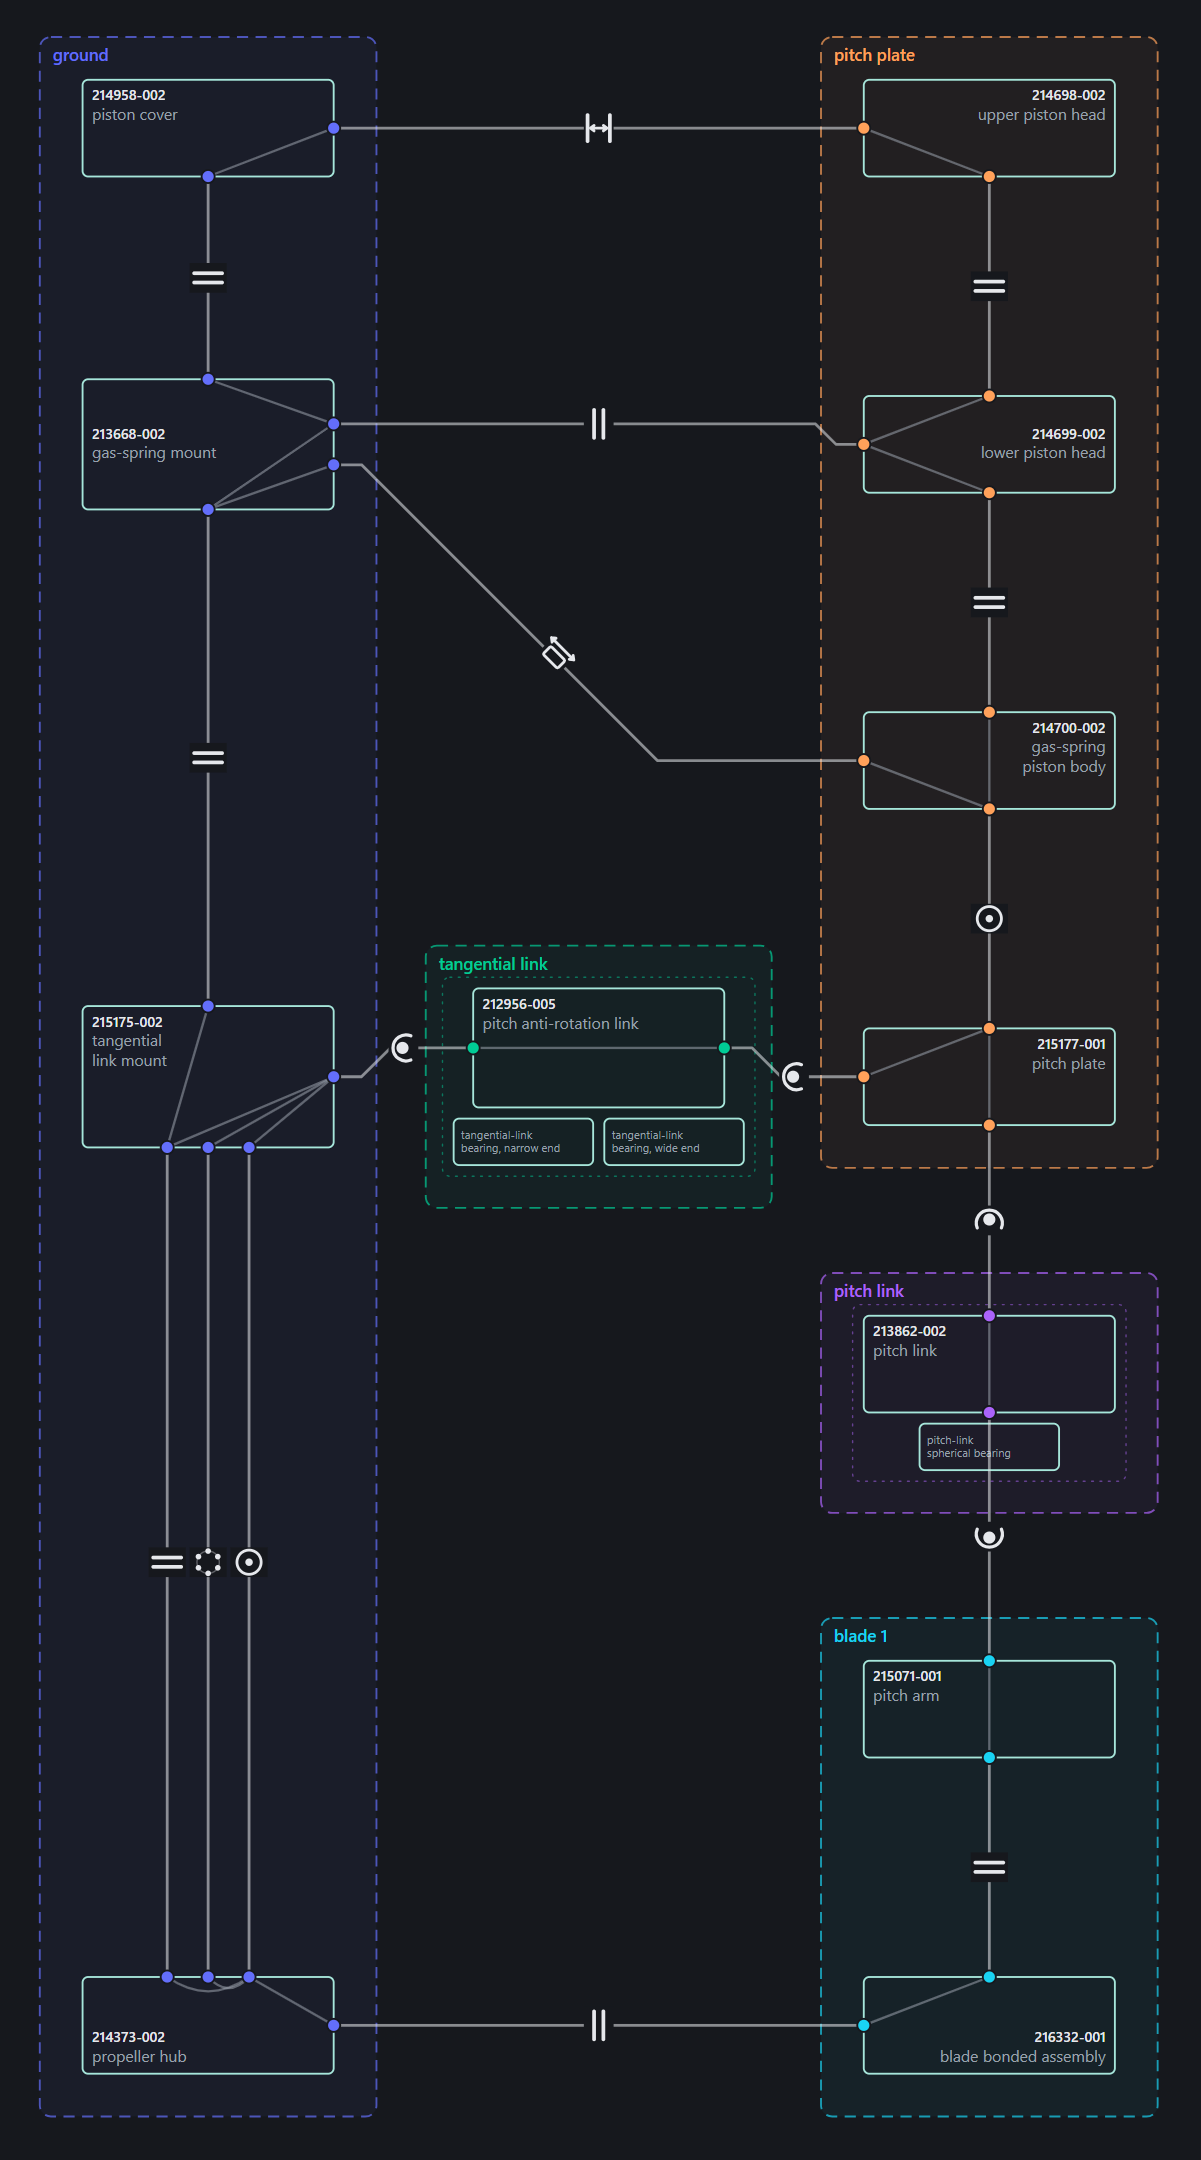 ground
214958-002
piston cover
213668-002
gas-spring mount
215175-002
tangential
link mount
214373-002
propeller hub
tangential link
212956-005
pitch anti-rotation link
tangential-link
bearing, narrow end
tangential-link
bearing, wide end
pitch plate
214698-002
upper piston head
214699-002
lower piston head
214700-002
gas-spring
piston body
215177-001
pitch plate
pitch link
213862-002
pitch link
pitch-link
spherical bearing
blade 1
215071-001
pitch arm
216332-001
blade bonded assembly